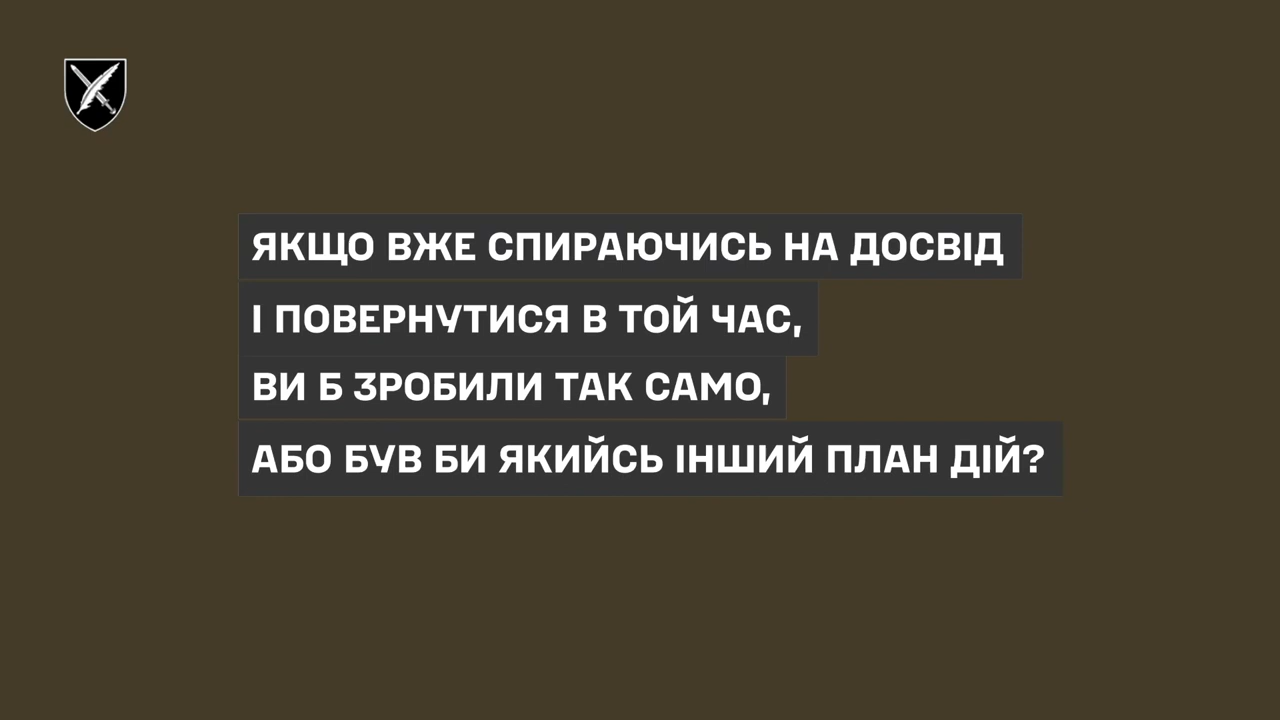 ЯКЩО ВЖЕ СПИРАЮЧИСЬ НА ДОСВІД
І ПОВЕРНУТИСЯ В ТОЙ ЧАС,
ВИ Б ЗРОБИЛИ ТАК САМО,
АБО БУВ БИ ЯКИЙСЬ ІНШИЙ ПЛАН ДІЙ?